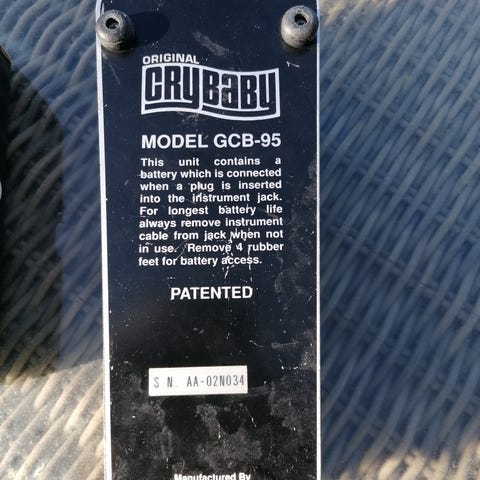 ORIGINAL
CRYBABY
MODEL GCB-95
This unit contains a
battery which is connected
when a plug is inserted
into the instrument jack.
For longest battery life
always remove instrument
cable from jack when not
in use. Remove 4 rubber
feet for battery access.
PATENTED
S N. AA-02N034
Manufactured By